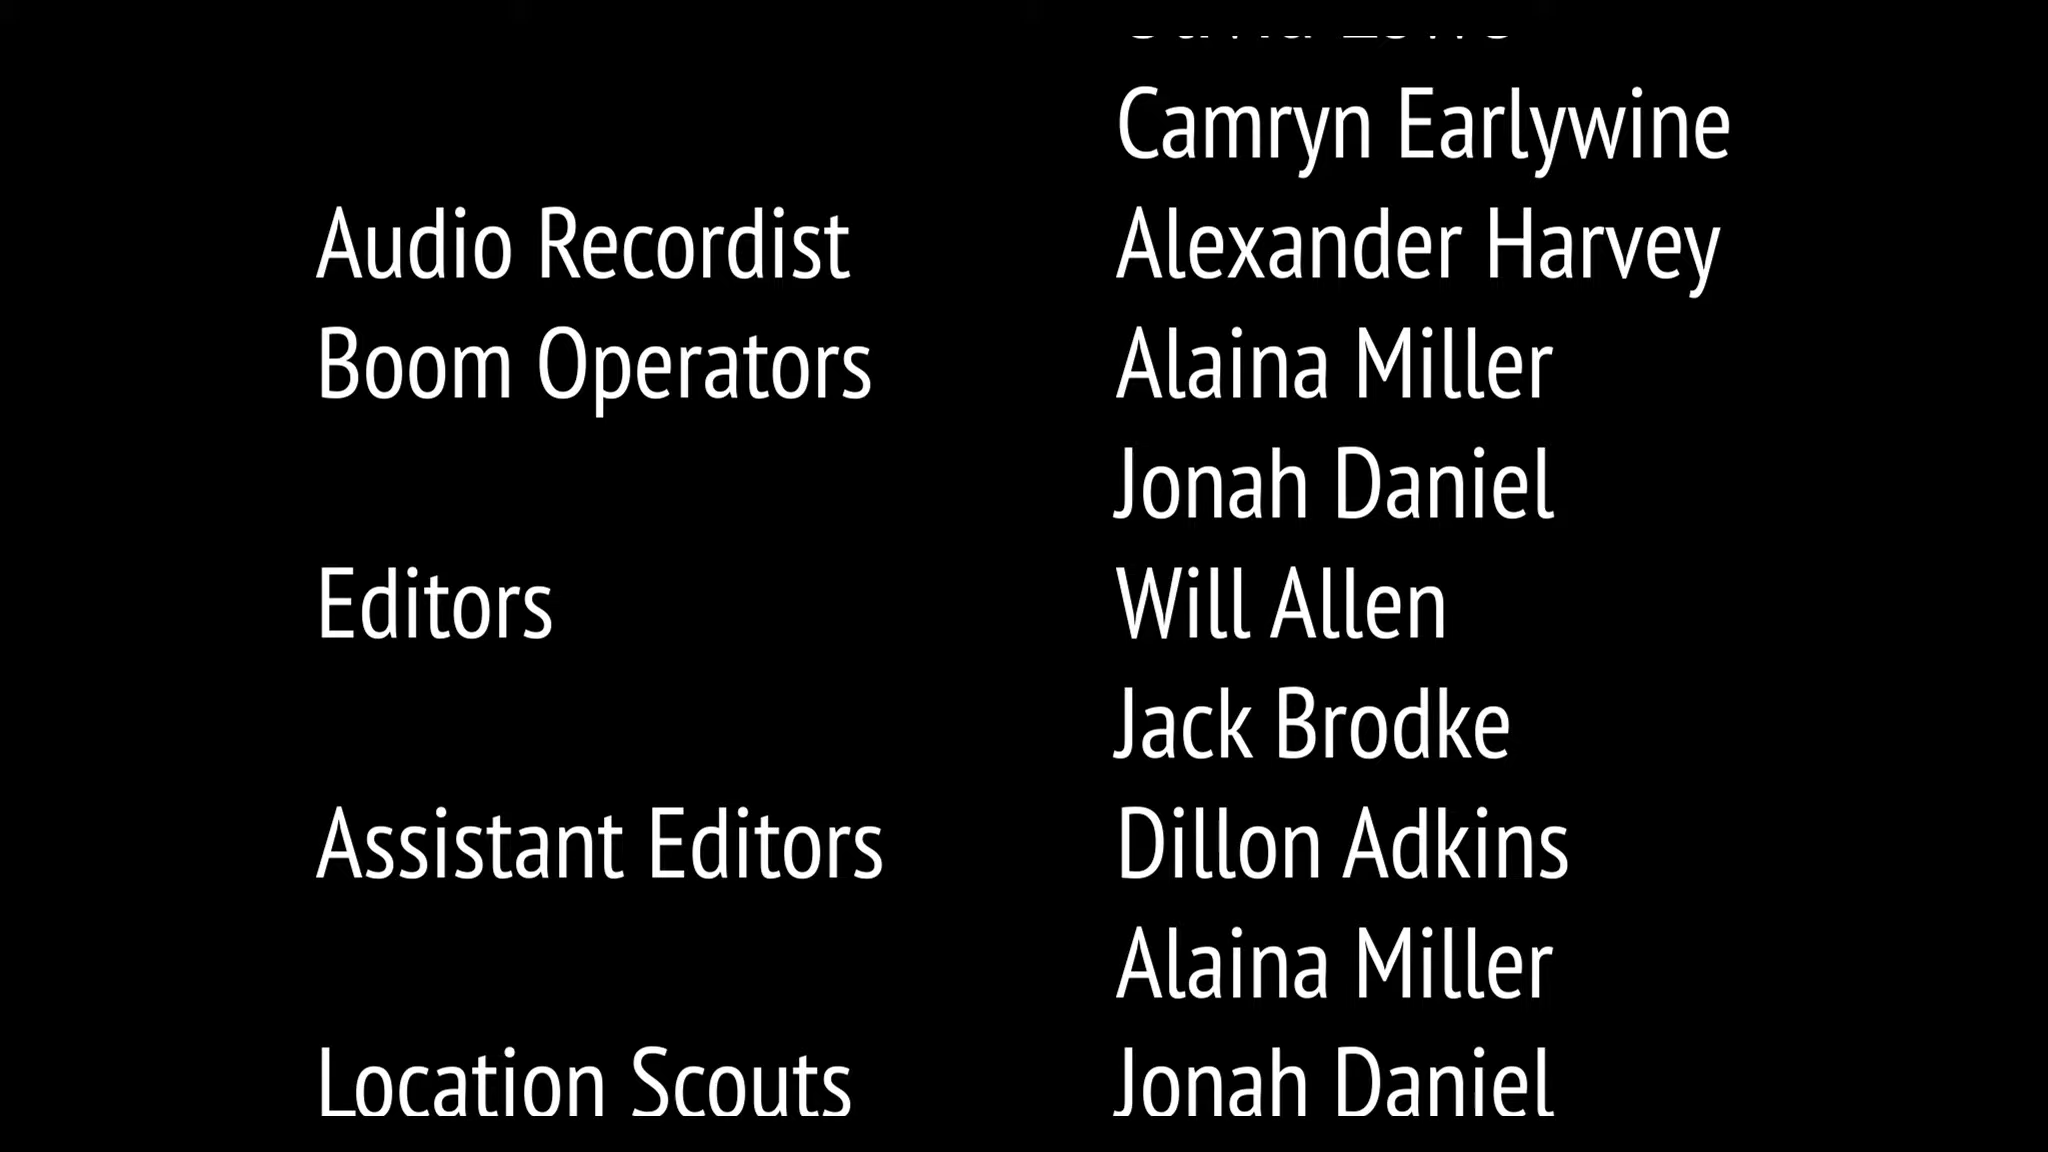 Camryn Earlywine
Audio Recordist Alexander Harvey
Boom Operators Alaina Miller
Jonah Daniel
Editors Will Allen
Jack Brodke
Assistant Editors Dillon Adkins
Alaina Miller
Location Scouts Jonah Daniel